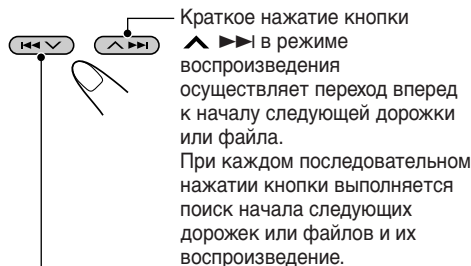 Краткое нажатие кнопки
в режиме
воспроизведения
осуществляет переход вперед
к началу следующей дорожки
или файла.
При каждом последовательном
нажатии кнопки выполняется
поиск начала следующих
дорожек или файлов и их
воспроизведение.